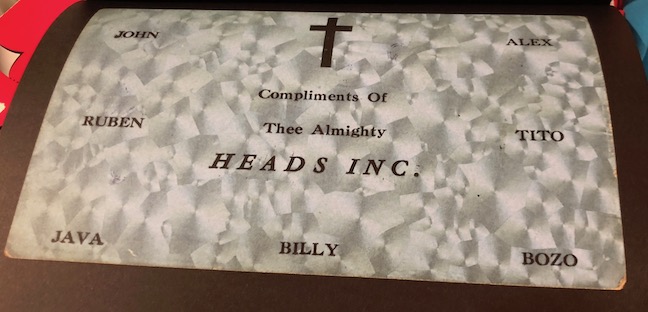 JOHN
ALEX
Compliments Of
RUBEN
Thee Almighty
TITO
HEADS INC.
JAVA
BILLY
BOZO